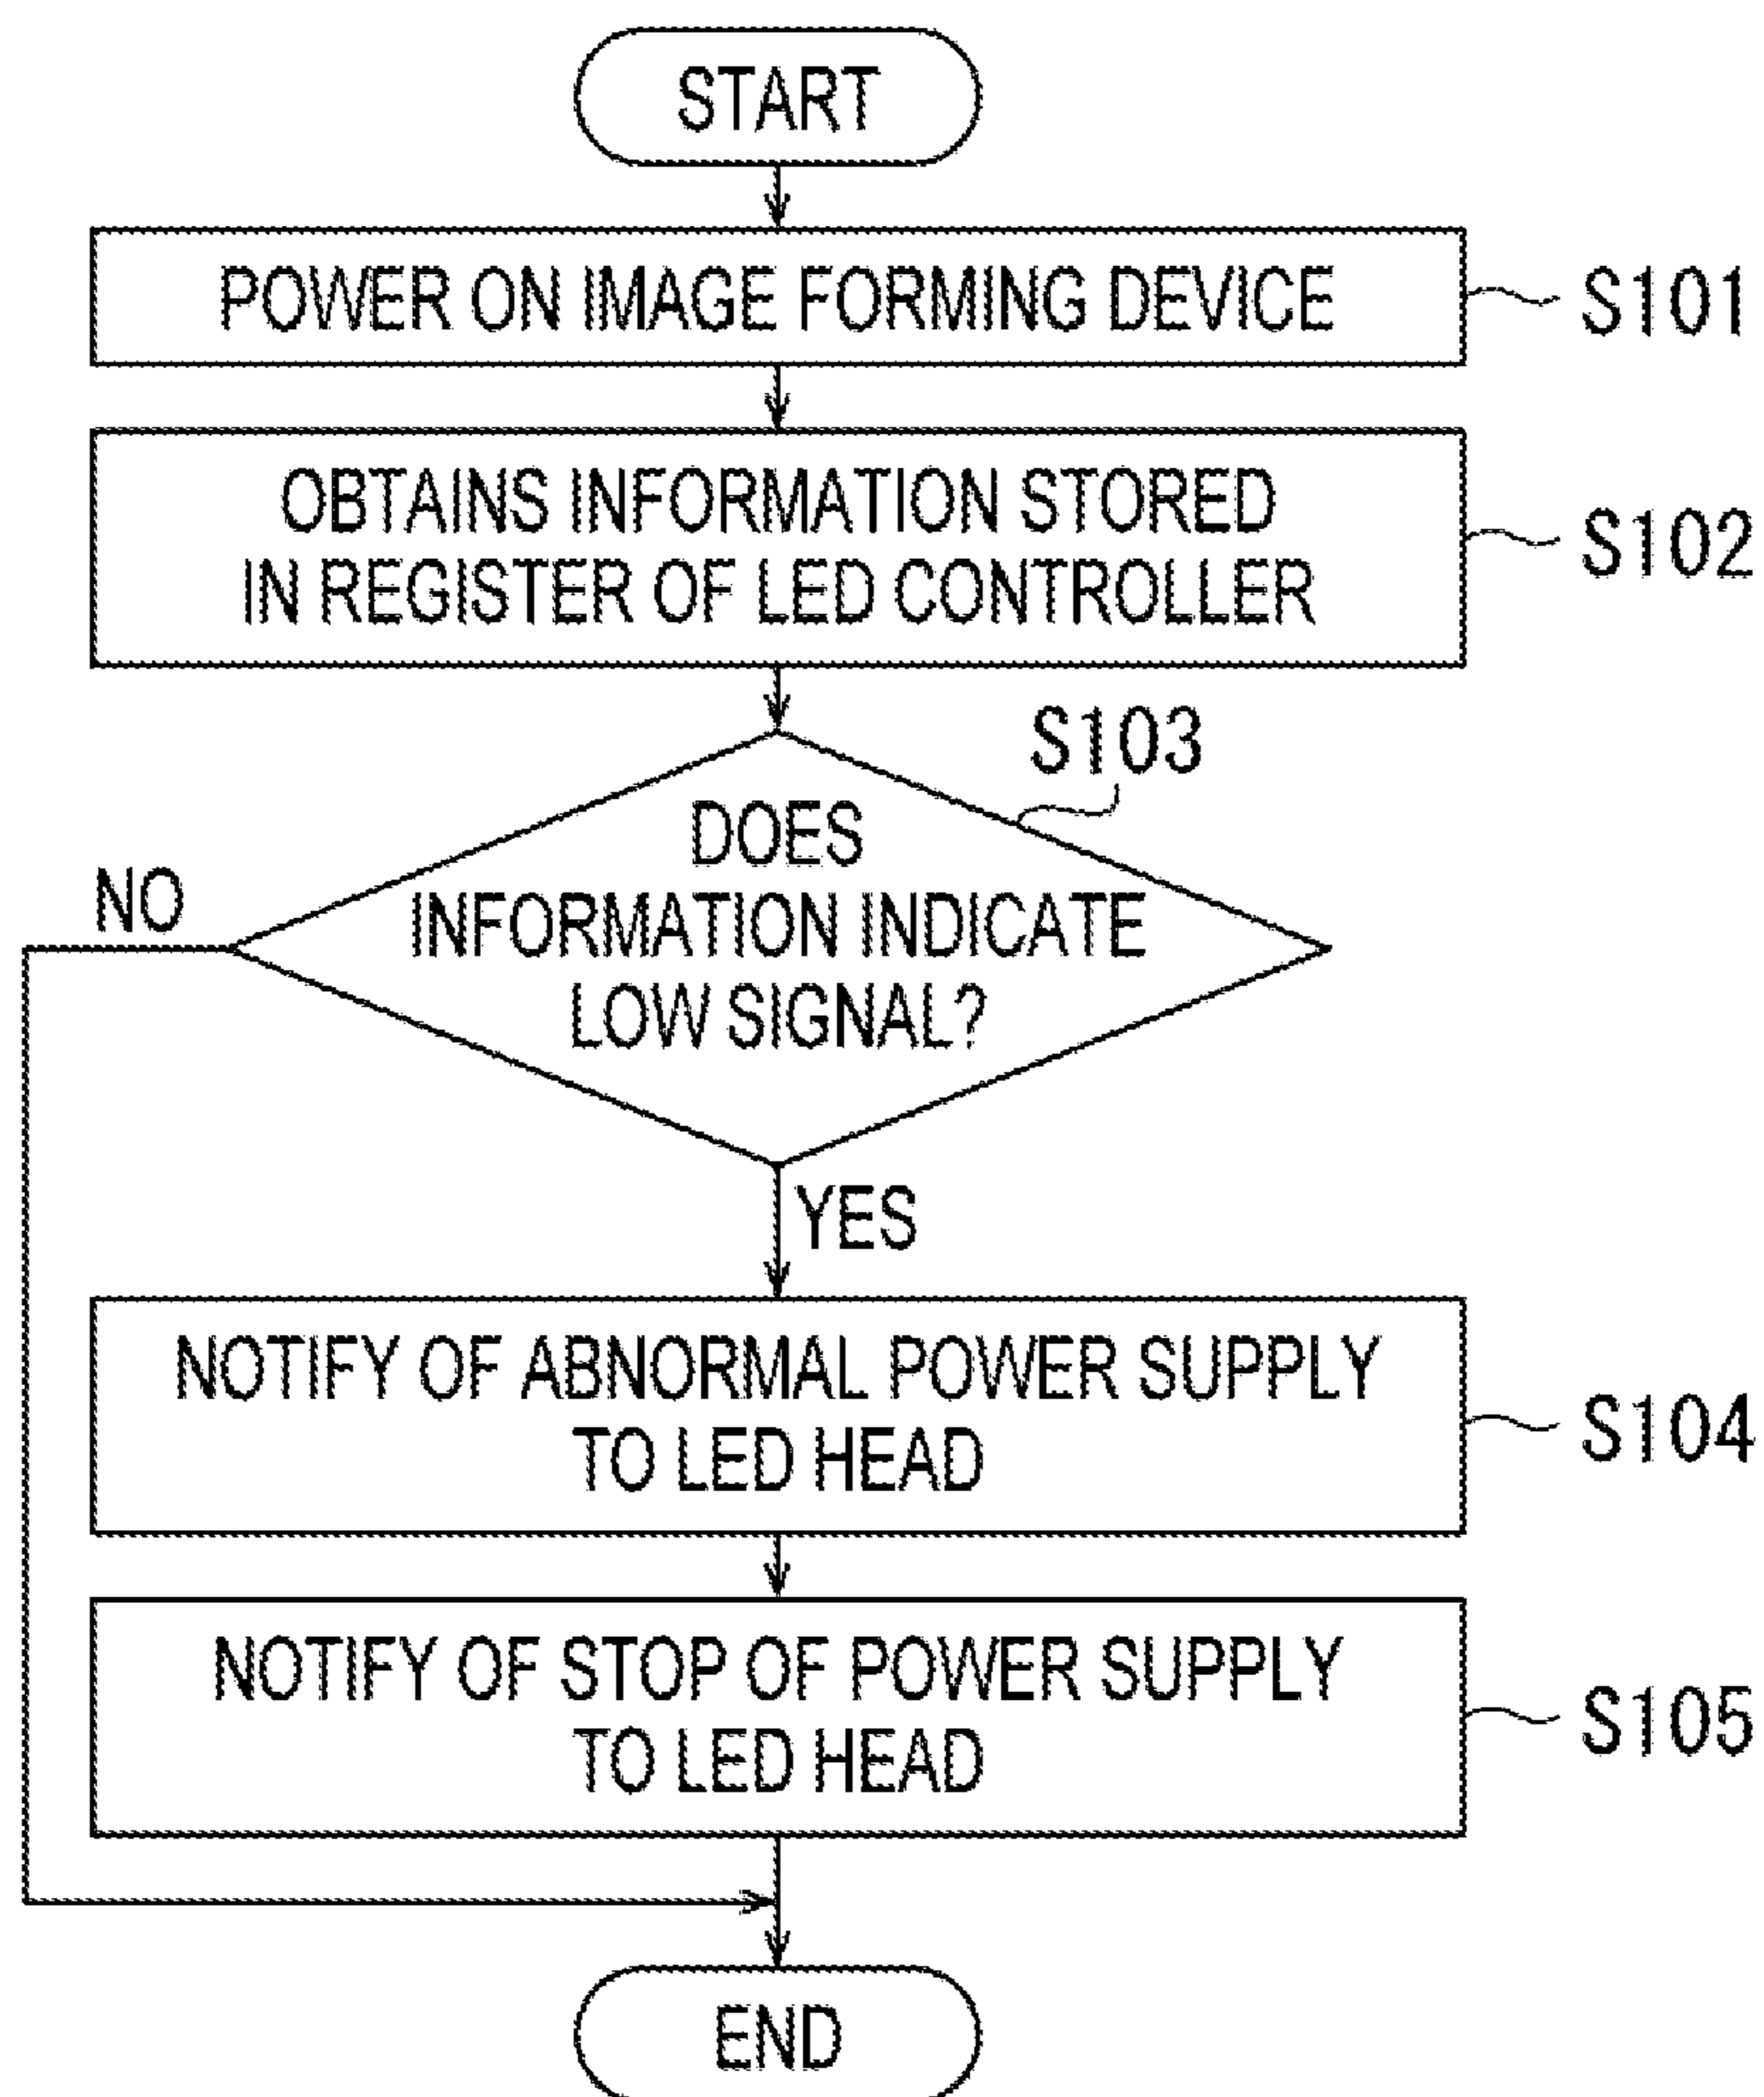 START
POWER ON IMAGE FORMING DEVICE
S101
OBTAINS INFORMATION STORED
IN REGISTER OF LED CONTROLLER
S102
S103
DOES
INFORMATION INDICATE
LOW SIGNAL?
NO
YES
NOTIFY OF ABNORMAL POWER SUPPLY
TO LED HEAD
S104
NOTIFY OF STOP OF POWER SUPPLY
TO LED HEAD
S105
END